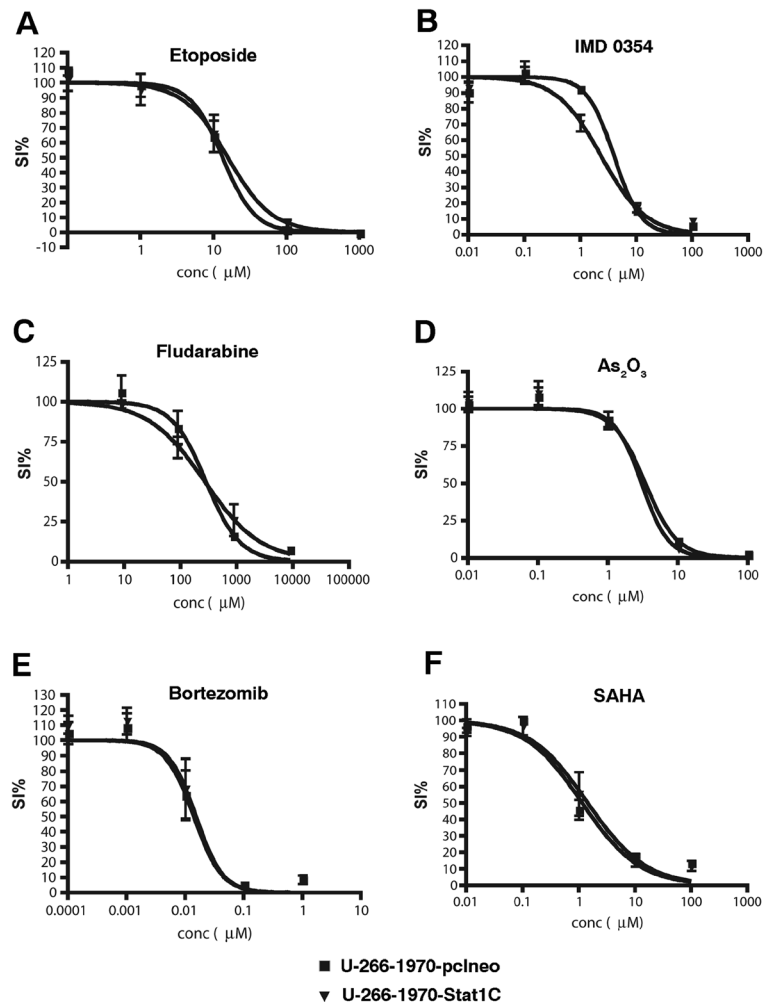 A
Etoposide
120
110
100
90
80
70
60
50
40
30
20
10
0
-10
SI%
1 10 100 1000
conc ( μM)
B
IMD 0354
120
110
100
90
80
70
60
50
40
30
20
10
0
SI%
0.01 0.1 1 10 100 1000
conc ( μM)
C
Fludarabine
125
100
75
50
25
0
SI%
1 10 100 1000 10000 100000
conc ( μM)
D
As₂O₃
125
100
75
50
25
0
SI%
0.01 0.1 1 10 100
conc ( μM)
E
Bortezomib
130
120
110
100
90
80
70
60
50
40
30
20
10
0
SI%
0.0001 0.001 0.01 0.1 1 10
conc ( μM)
F
SAHA
110
100
90
80
70
60
50
40
30
20
10
0
SI%
0.01 0.1 1 10 100 1000
conc ( μM)
U-266-1970-pcIneo
U-266-1970-Stat1C